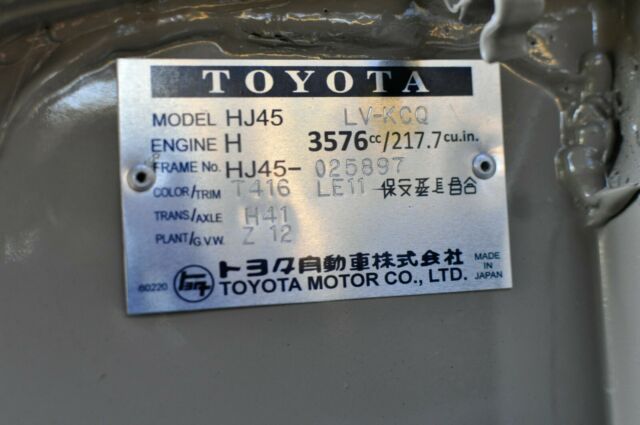 TOYOTA
MODEL HJ45 LV-KCQ
ENGINE H 3576cc/217.7cu.in.
FRAME No. HJ45-025897
COLOR/TRIM T416 LE11
TRANS/AXLE H41
PLANT/G.V.W. Z 12
トヨタ自動車株式会社
60220 TOYOTA MOTOR CO., LTD.
MADE IN JAPAN